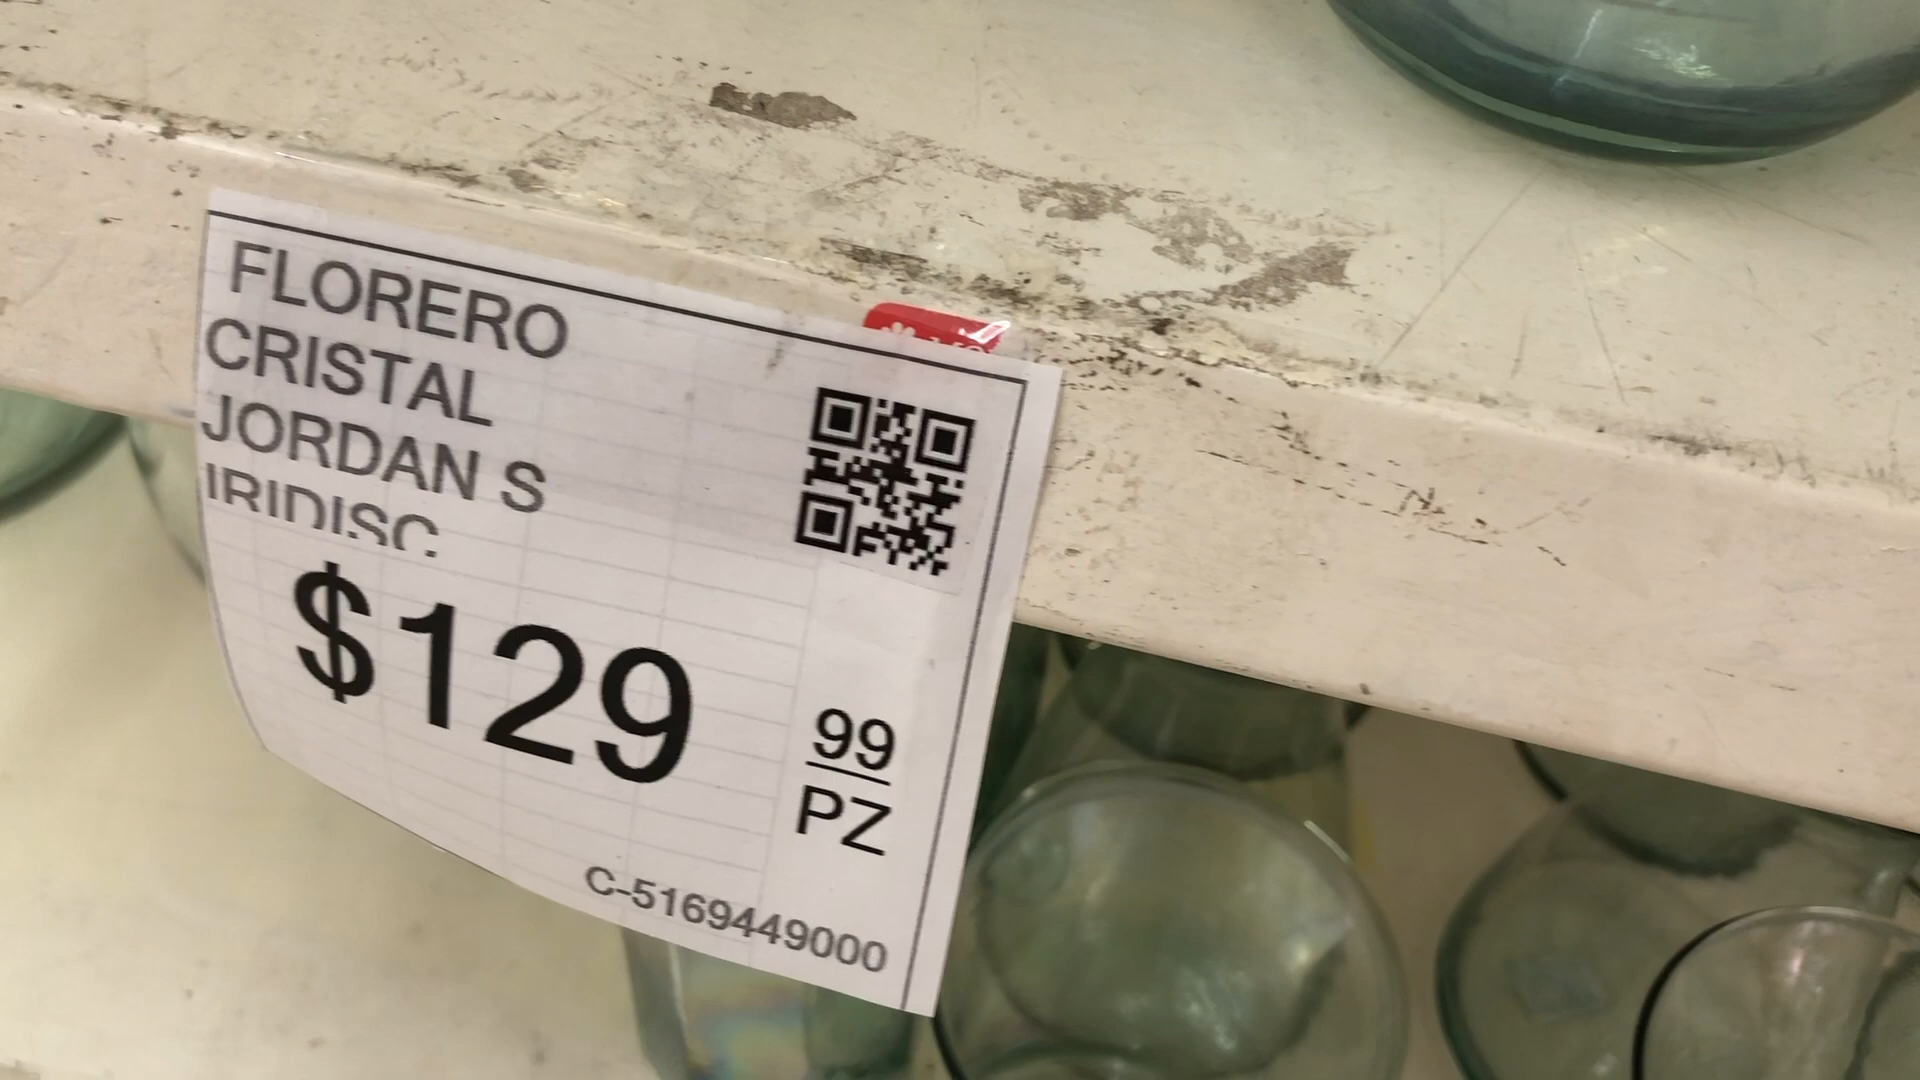 FLORERO
CRISTAL
JORDAN S
IRIDISC
$129
99
PZ
C-5169449000